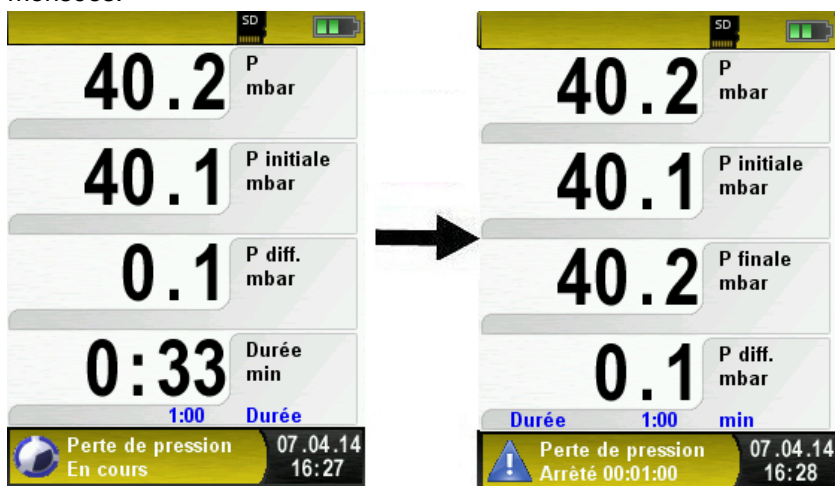 SD
40.2 P
mbar
40.1 P initiale
mbar
0.1 P diff.
mbar
0:33 Durée
min
1:00 Durée
Perte de pression 07.04.14
En cours 16:27
SD
40.2 P
mbar
40.1 P initiale
mbar
40.2 P finale
mbar
0.1 P diff.
mbar
Durée 1:00 min
Perte de pression 07.04.14
Arrêté 00:01:00 16:28